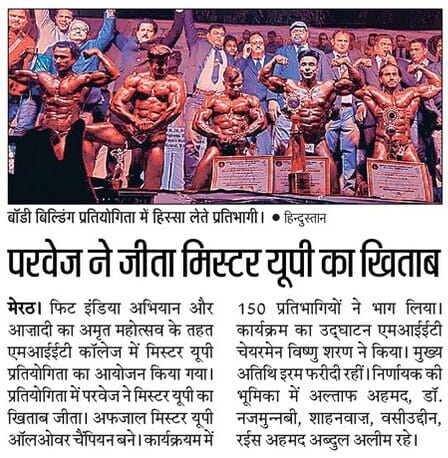 बॉडी बिल्डिंग प्रतियोगिता में हिस्सा लेते प्रतिभागी। ● हिन्दुस्तान
परवेज ने जीता मिस्टर यूपी का खिताब
मेरठ। फिट इंडिया अभियान और
आज़ादी का अमृत महोत्सव के तहत
एमआईईटी कॉलेज में मिस्टर यूपी
प्रतियोगिता का आयोजन किया गया।
प्रतियोगिता में परवेज ने मिस्टर यूपी का
खिताब जीता। अफजाल मिस्टर यूपी
ऑलओवर चैंपियन बने। कार्यक्रयम में
150 प्रतिभागियों ने भाग लिया।
कार्यक्रम का उद्घाटन एमआईईटी
चेयरमैन विष्णु शरण ने किया। मुख्य
अतिथि इरम फरीदी रहीं। निर्णायक की
भूमिका में अल्ताफ अहमद, डॉ.
नजमुन्नबी, शाहनवाज़, वसीउद्दीन,
रईस अहमद अब्दुल अलीम रहे।